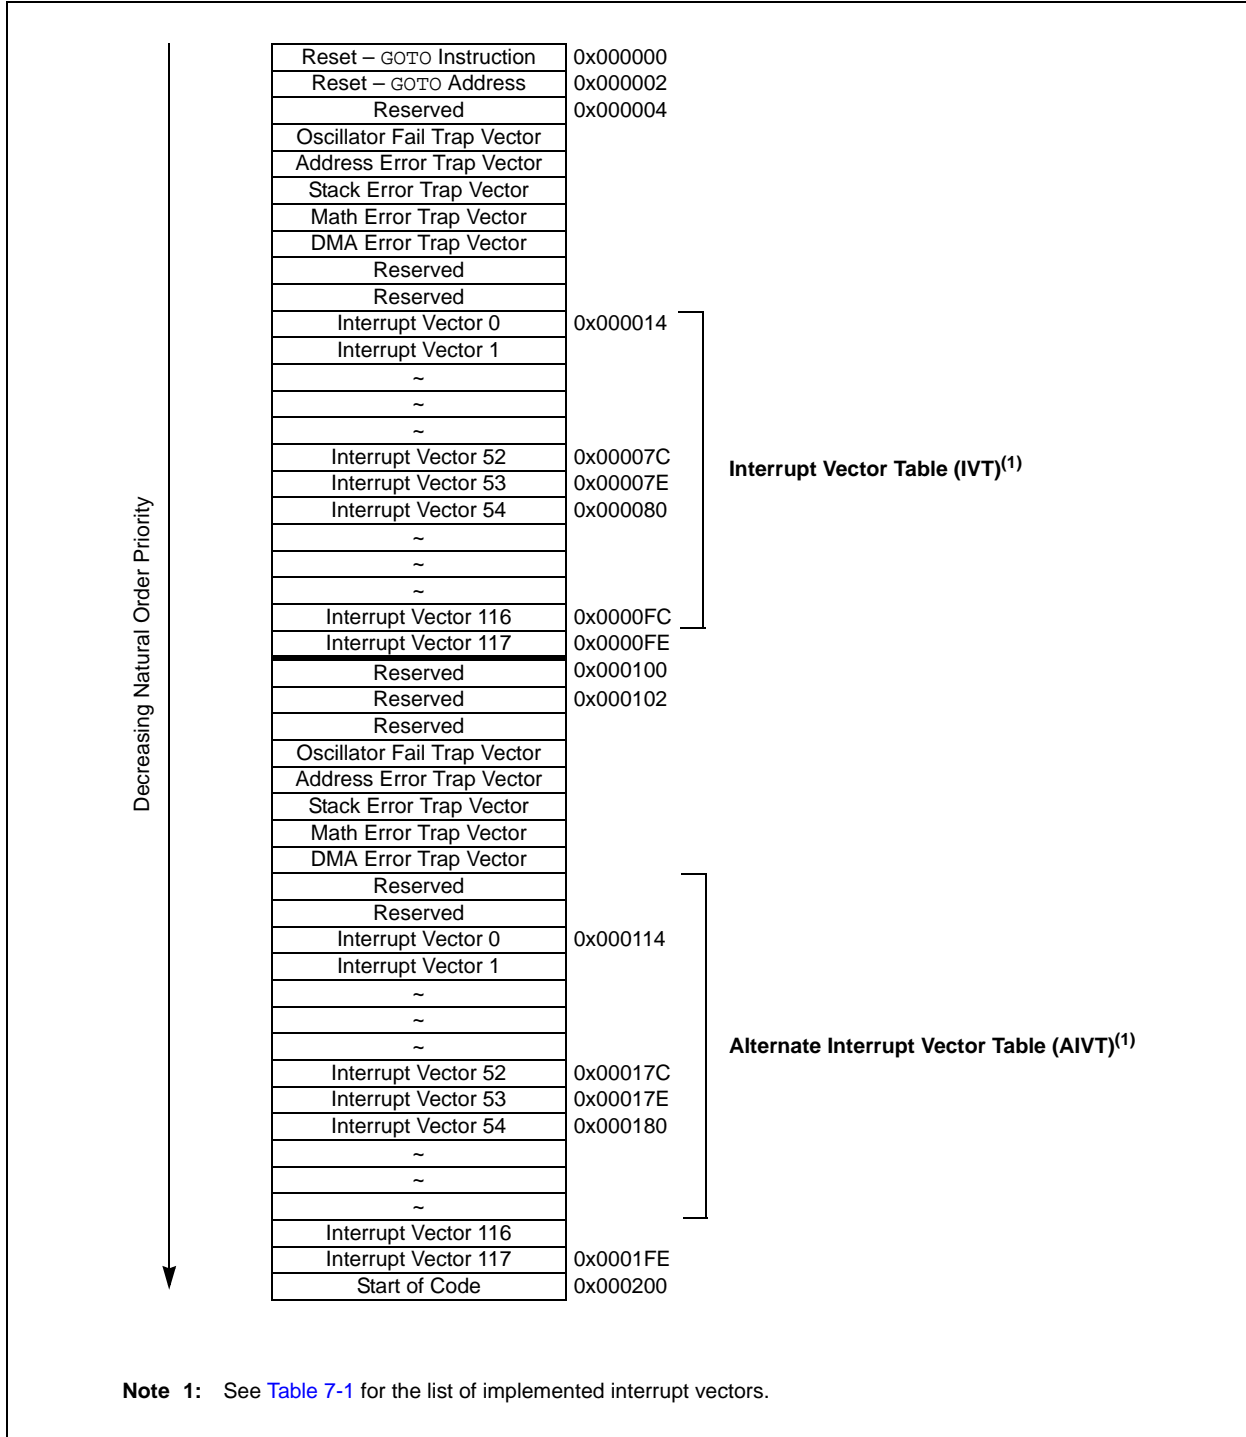 Reset – GOTO Instruction 0x000000
Reset – GOTO Address 0x000002
Reserved 0x000004
Oscillator Fail Trap Vector
Address Error Trap Vector
Stack Error Trap Vector
Math Error Trap Vector
DMA Error Trap Vector
Reserved
Reserved
Interrupt Vector 0 0x000014
Interrupt Vector 1
~
~
~
Interrupt Vector 52 0x00007C
Interrupt Vector Table (IVT)(1)
Interrupt Vector 53 0x00007E
Interrupt Vector 54 0x000080
~
~
~
Interrupt Vector 116 0x0000FC
Interrupt Vector 117 0x0000FE
Decreasing Natural Order Priority
Reserved 0x000100
Reserved 0x000102
Reserved
Oscillator Fail Trap Vector
Address Error Trap Vector
Stack Error Trap Vector
Math Error Trap Vector
DMA Error Trap Vector
Reserved
Reserved
Interrupt Vector 0 0x000114
Interrupt Vector 1
~
~
~
Alternate Interrupt Vector Table (AIVT)(1)
Interrupt Vector 52 0x00017C
Interrupt Vector 53 0x00017E
Interrupt Vector 54 0x000180
~
~
~
Interrupt Vector 116
Interrupt Vector 117 0x0001FE
Start of Code 0x000200
Note 1: See Table 7-1 for the list of implemented interrupt vectors.